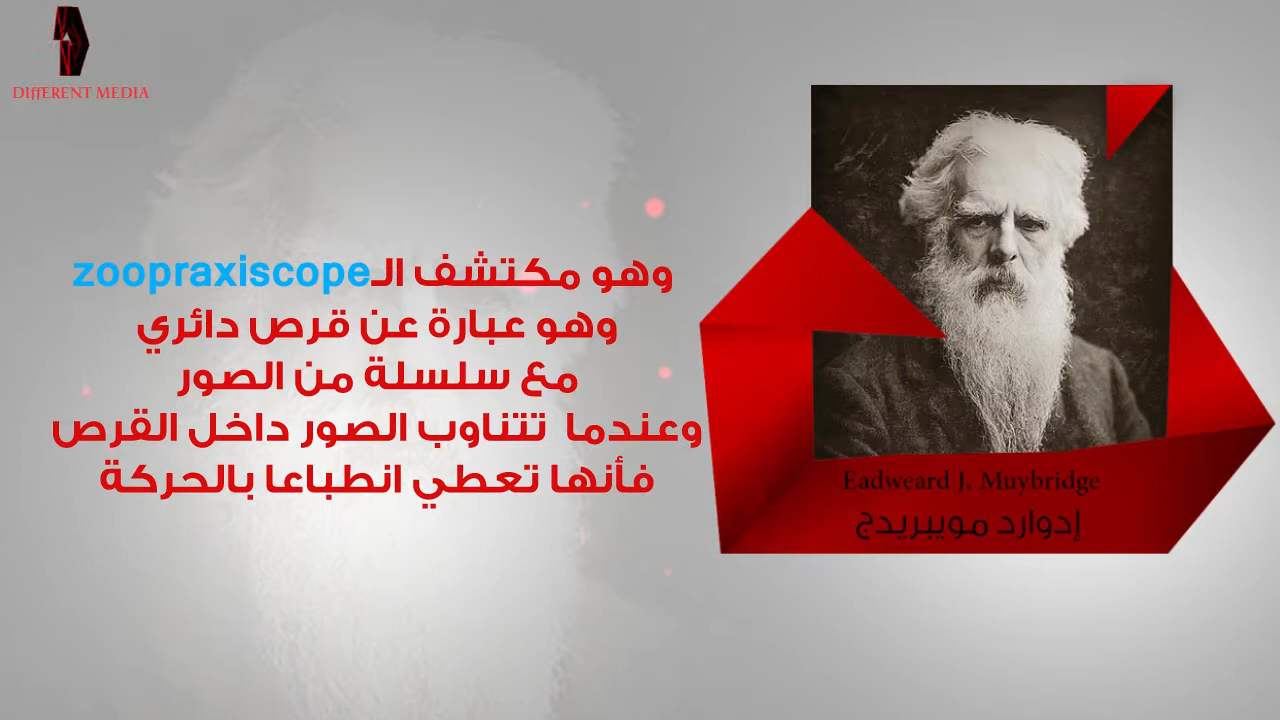 DIffERENT MEDIA
وهو مكتشف الـzoopraxiscope
وهو عبارة عن قرص دائري
مع سلسلة من الصور
وعندما تتناوب الصور داخل القرص
فأنها تعطي انطباعا بالحركة
Eadweard J. Muybridge
إدوارد مويبريدج